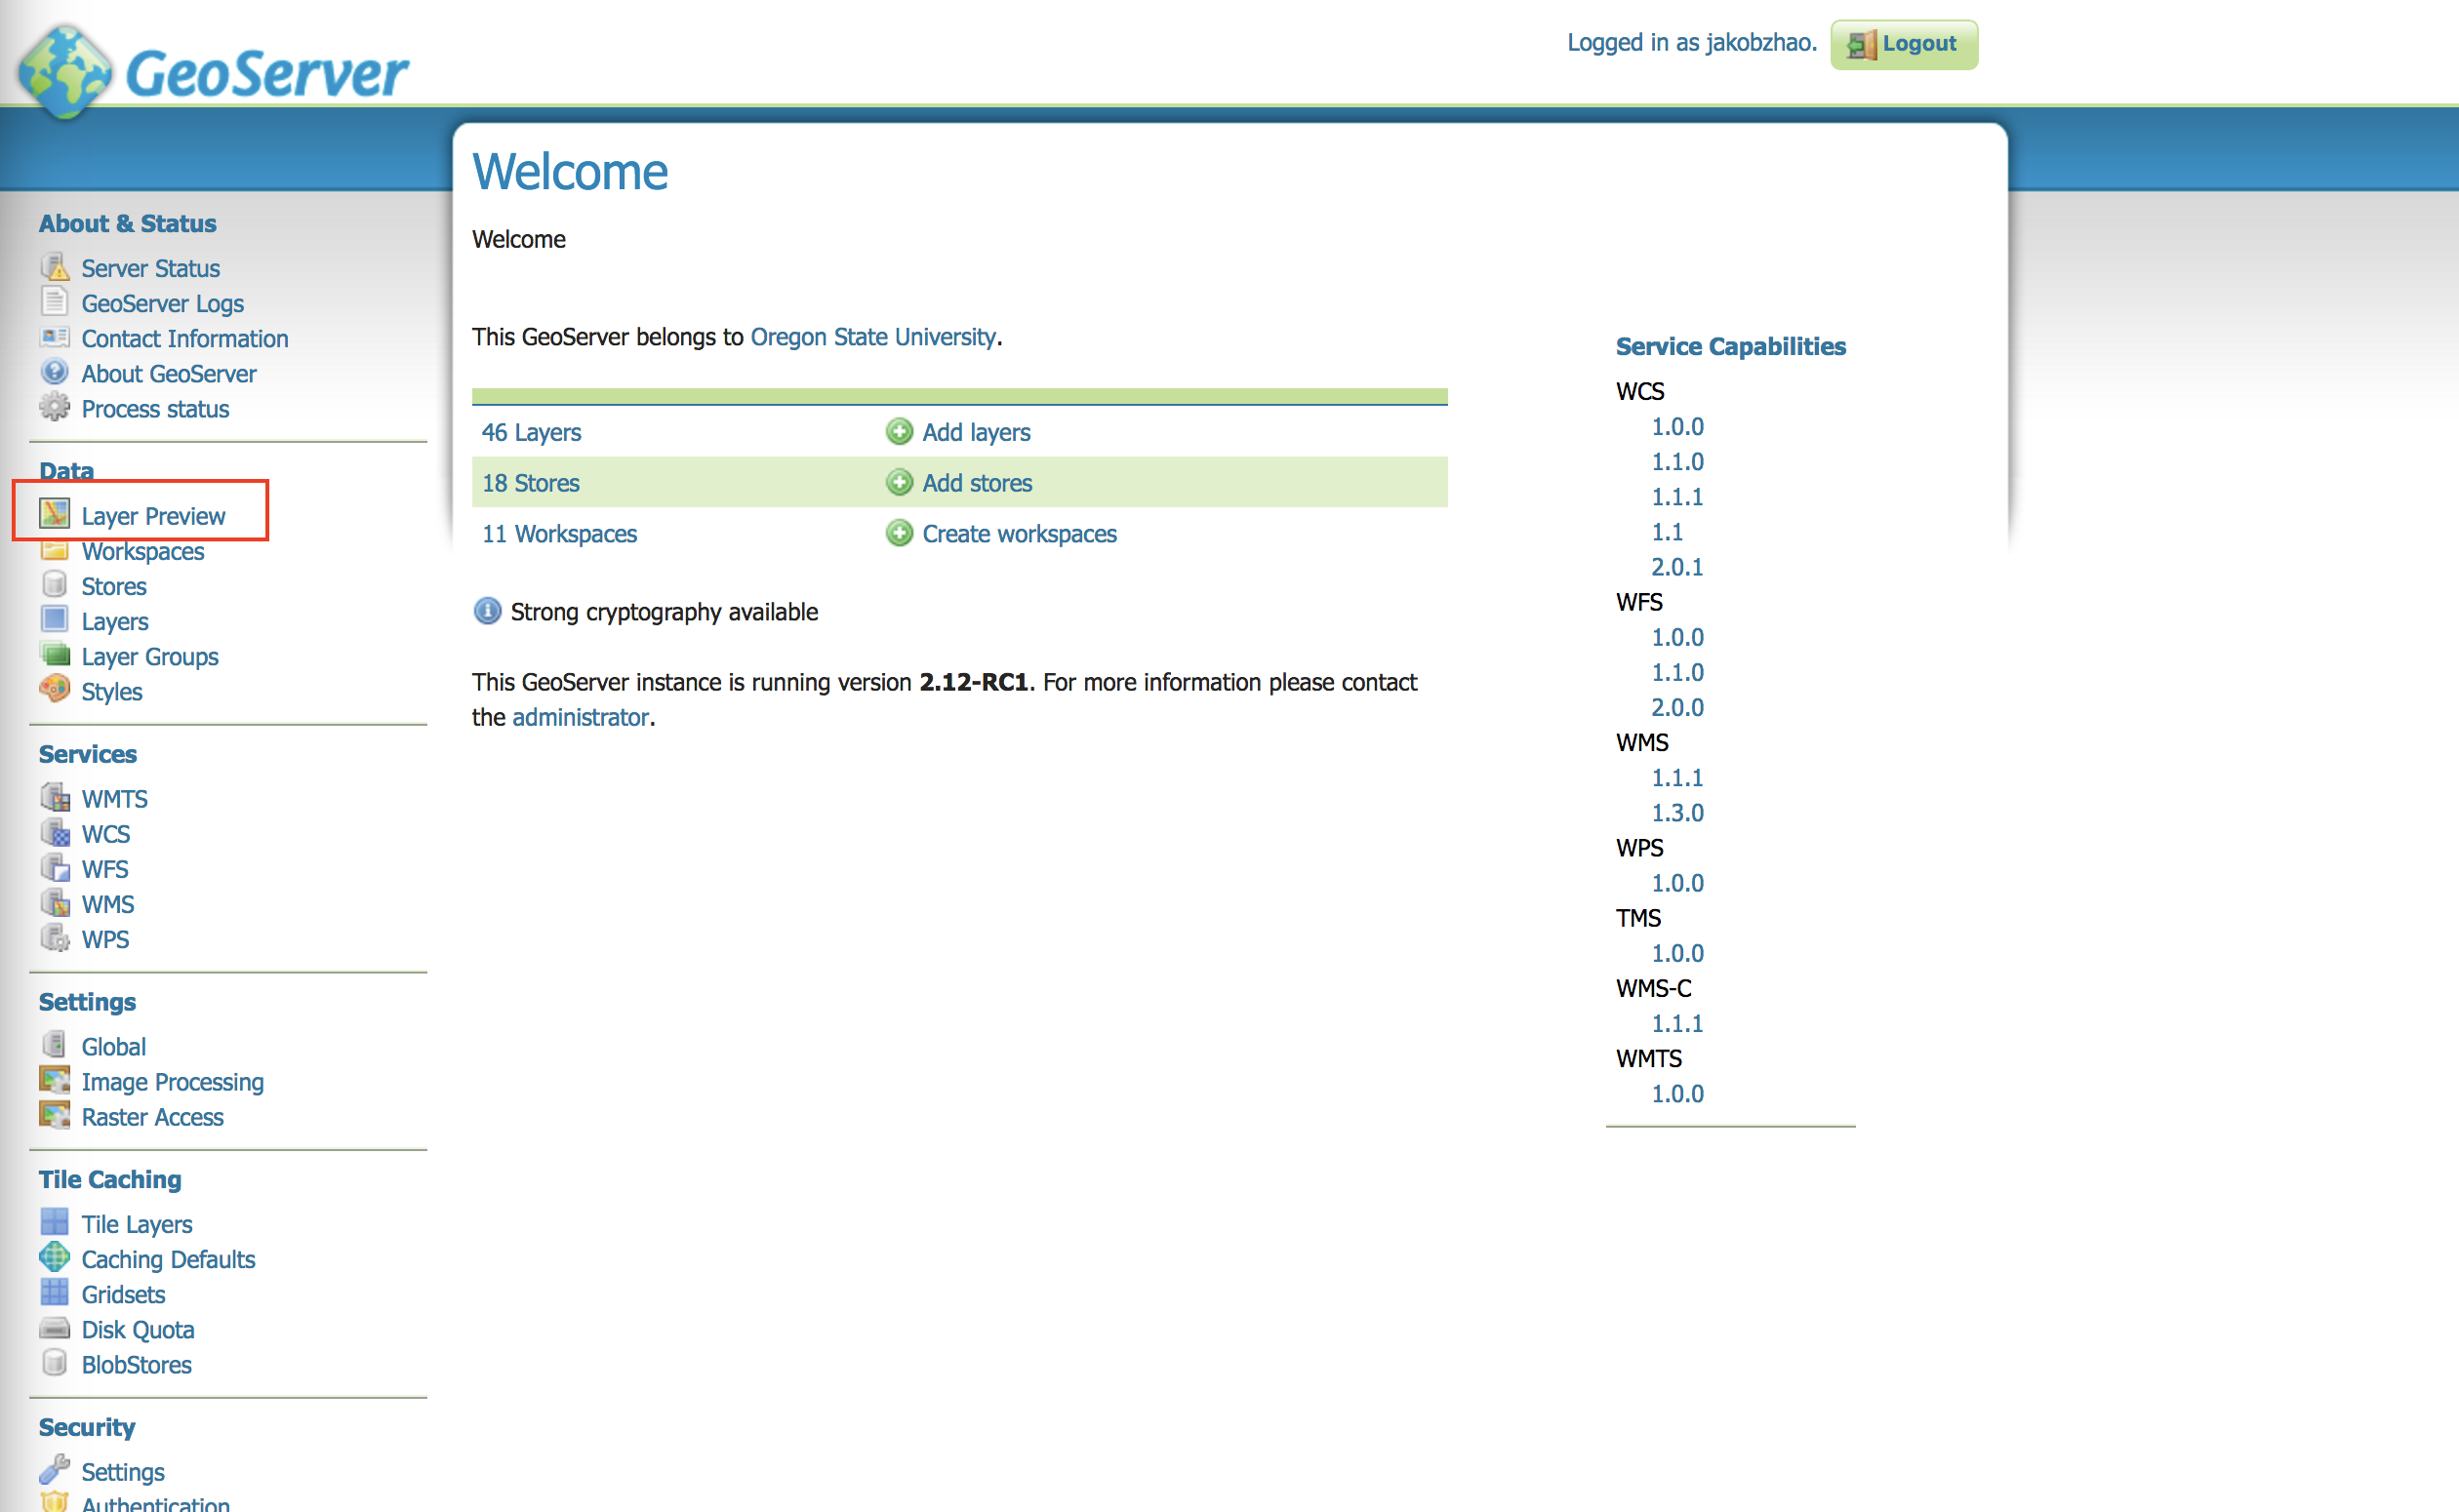 GeoServer
Logged in as jakobzhao.
Logout
About & Status
Server Status
GeoServer Logs
Contact Information
About GeoServer
Process status
Data
Layer Preview
Workspaces
Stores
Layers
Layer Groups
Styles
Services
WMTS
WCS
WFS
WMS
WPS
Settings
Global
Image Processing
Raster Access
Tile Caching
Tile Layers
Caching Defaults
Gridsets
Disk Quota
BlobStores
Security
Settings
Authentication
Welcome
Welcome
This GeoServer belongs to Oregon State University.
46 Layers Add layers
18 Stores Add stores
11 Workspaces Create workspaces
Strong cryptography available
This GeoServer instance is running version 2.12-RC1. For more information please contact
the administrator.
Service Capabilities
WCS
1.0.0
1.1.0
1.1.1
1.1
2.0.1
WFS
1.0.0
1.1.0
2.0.0
WMS
1.1.1
1.3.0
WPS
1.0.0
TMS
1.0.0
WMS-C
1.1.1
WMTS
1.0.0